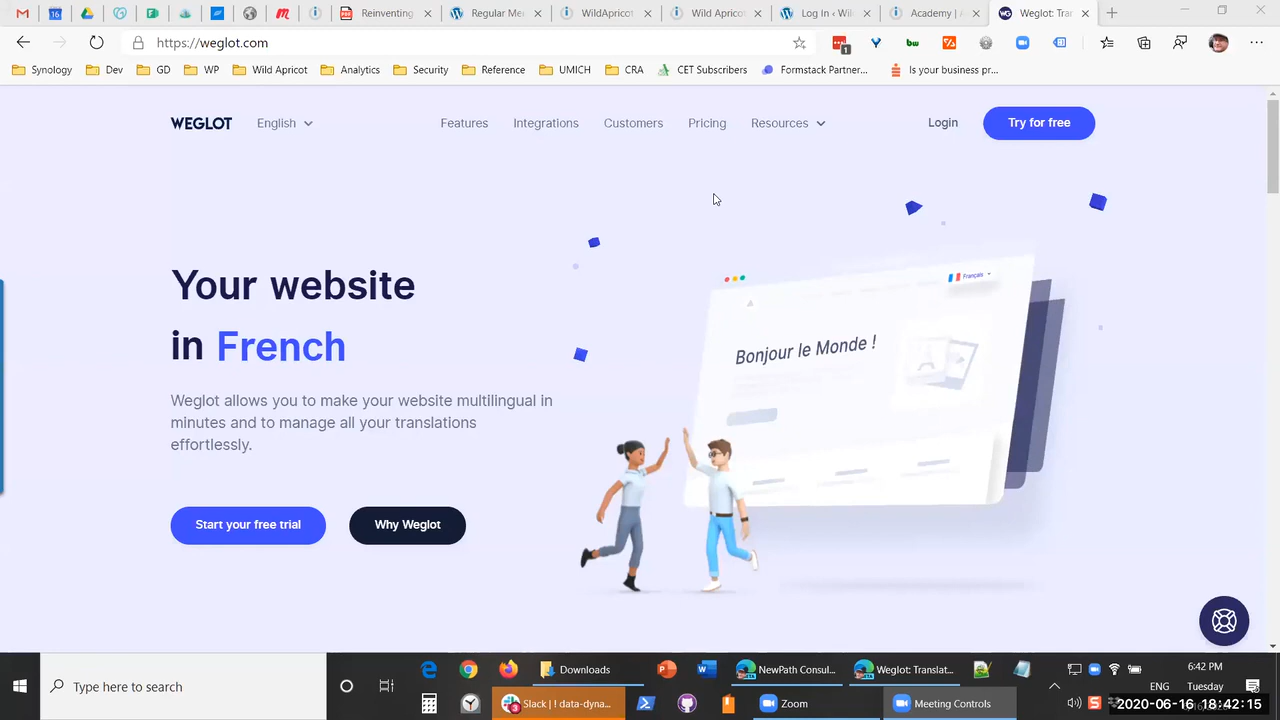 Reinventing
Regular Me
WildApricot
Wild Apricot
Log In ‹ Wil
Academy | A
Weglot: Tra
https://weglot.com
1
bw
Synology
Dev
GD
WP
Wild Apricot
Analytics
Security
Reference
UMICH
CRA
CET Subscribers
Formstack Partner...
Is your business pr...
WEGLOT
English
Features
Integrations
Customers
Pricing
Resources
Login
Try for free
Your website
in French
Weglot allows you to make your website multilingual in
minutes and to manage all your translations
effortlessly.
Start your free trial
Why Weglot
Français
Bonjour le Monde !
Downloads
NewPath Consul...
Weglot: Translat...
6:42 PM
Type here to search
ENG
Tuesday
Slack | ! data-dyna...
Zoom
Meeting Controls
2020-06-16 18:42:15